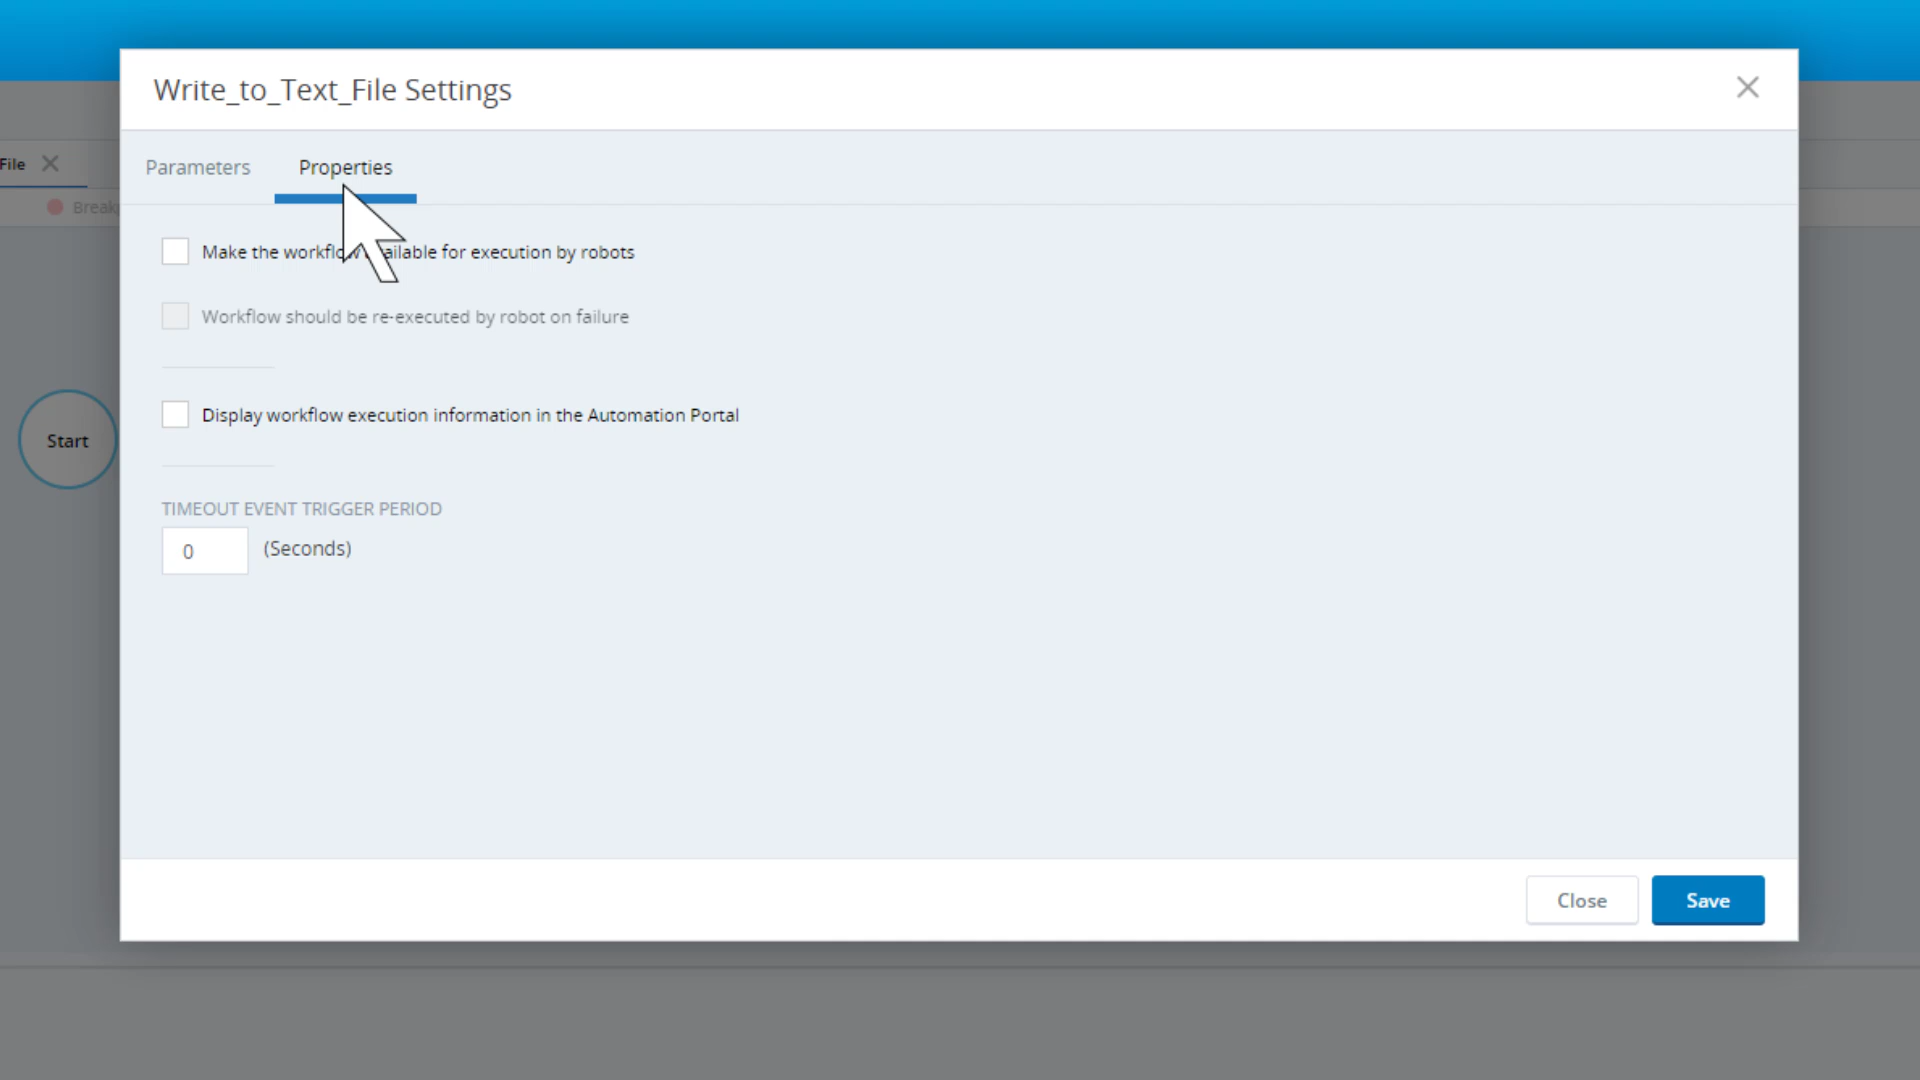 Write_to_Text_File Settings
File
Parameters
Properties
Make the workflow available for execution by robots
Workflow should be re-executed by robot on failure
Display workflow execution information in the Automation Portal
Start
TIMEOUT EVENT TRIGGER PERIOD
0
(Seconds)
Close
Save